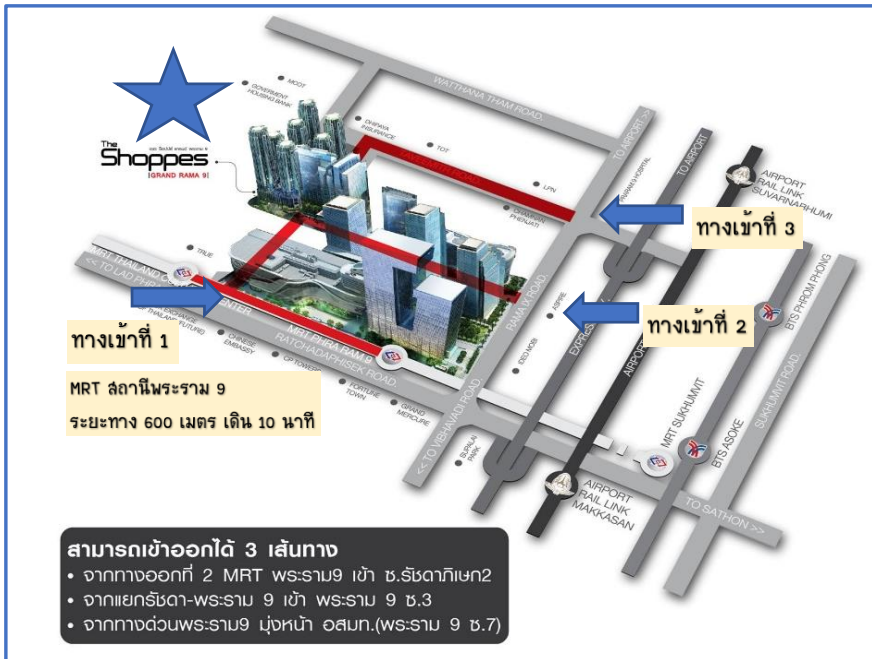 WATTHANA THAM ROAD.
MCOT
GOVERMENT
HOUSING BANK
DHIPAYA
INSURANCE
TOT
LPN
TO AIRPORT >>
TO AIRPORT
AIRPORT
RAIL LINK
SUVARNARHUMI
The
Shoppes
GRAND RAMA 9
ทางเข้าที่ 3
TRUE
<< TO LAD PHRA
RAMA IX ROAD.
ASPIRE
IDEO MOBI
ทางเข้าที่ 2
BTS PHROM PHONG
SUKHUMVIT ROAD.
ทางเข้าที่ 1
CHINESE
EMBASSY
MRT PHRA RAM 9
RATCHADAPHISEK ROAD.
CP TOWER
FORTUNE
TOWN
GRAND
MERCURE
MRT สถานีพระราม 9
ระยะทาง 600 เมตร เดิน 10 นาที
<< TO VIBHAVADI ROAD.
SUPALAI
PARK
MRT SUKHUMVIT
BTS ASOKE
AIRPORT
RAIL LINK
MAKKASAN
TO SATHON >>
สามารถเข้าออกได้ 3 เส้นทาง
• จากทางออกที่ 2 MRT พระราม9 เข้า ซ.รัชดาภิเษก2
• จากแยกรัชดา-พระราม 9 เข้า พระราม 9 ซ.3
• จากทางด่วนพระราม9 มุ่งหน้า อสมท.(พระราม 9 ซ.7)